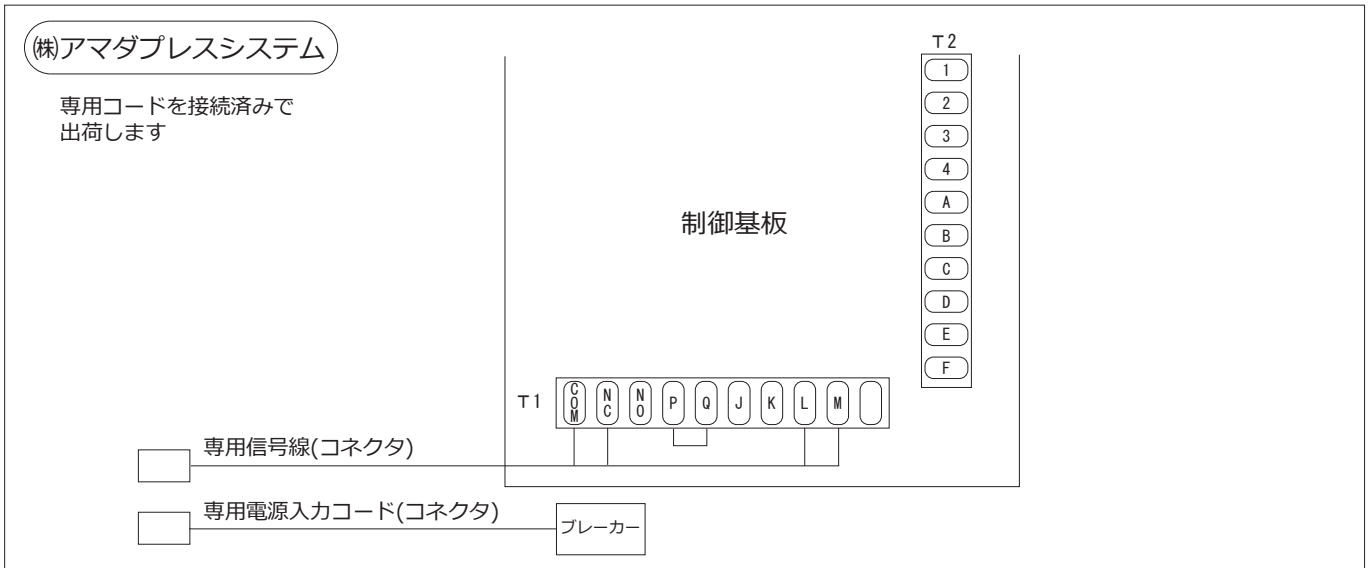 ㈱アマダプレスシステム
専用コードを接続済みで
出荷します
T2
1
2
3
4
A
B
C
D
E
F
制御基板
T1
COM NC NO P Q J K L M
専用信号線(コネクタ)
専用電源入力コード(コネクタ)
ブレーカー